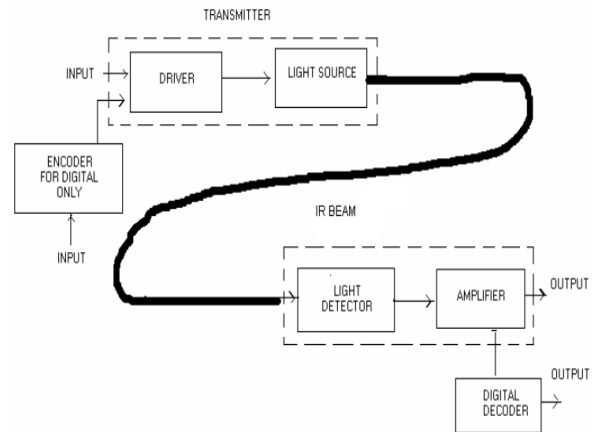 TRANSMITTER
INPUT
DRIVER
LIGHT SOURCE
ENCODER
FOR DIGITAL
ONLY
INPUT
IR BEAM
LIGHT
DETECTOR
AMPLIFIER
OUTPUT
OUTPUT
DIGITAL
DECODER